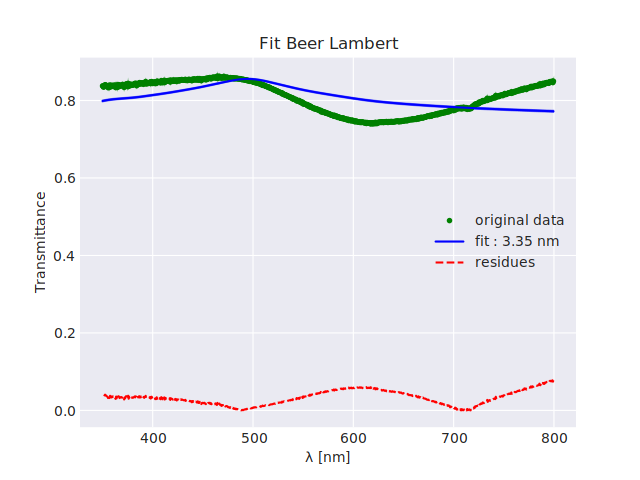 Fit Beer Lambert
Transmittance
0.8
0.6
0.4
0.2
0.0
original data
fit : 3.35 nm
residues
400 500 600 700 800
λ [nm]